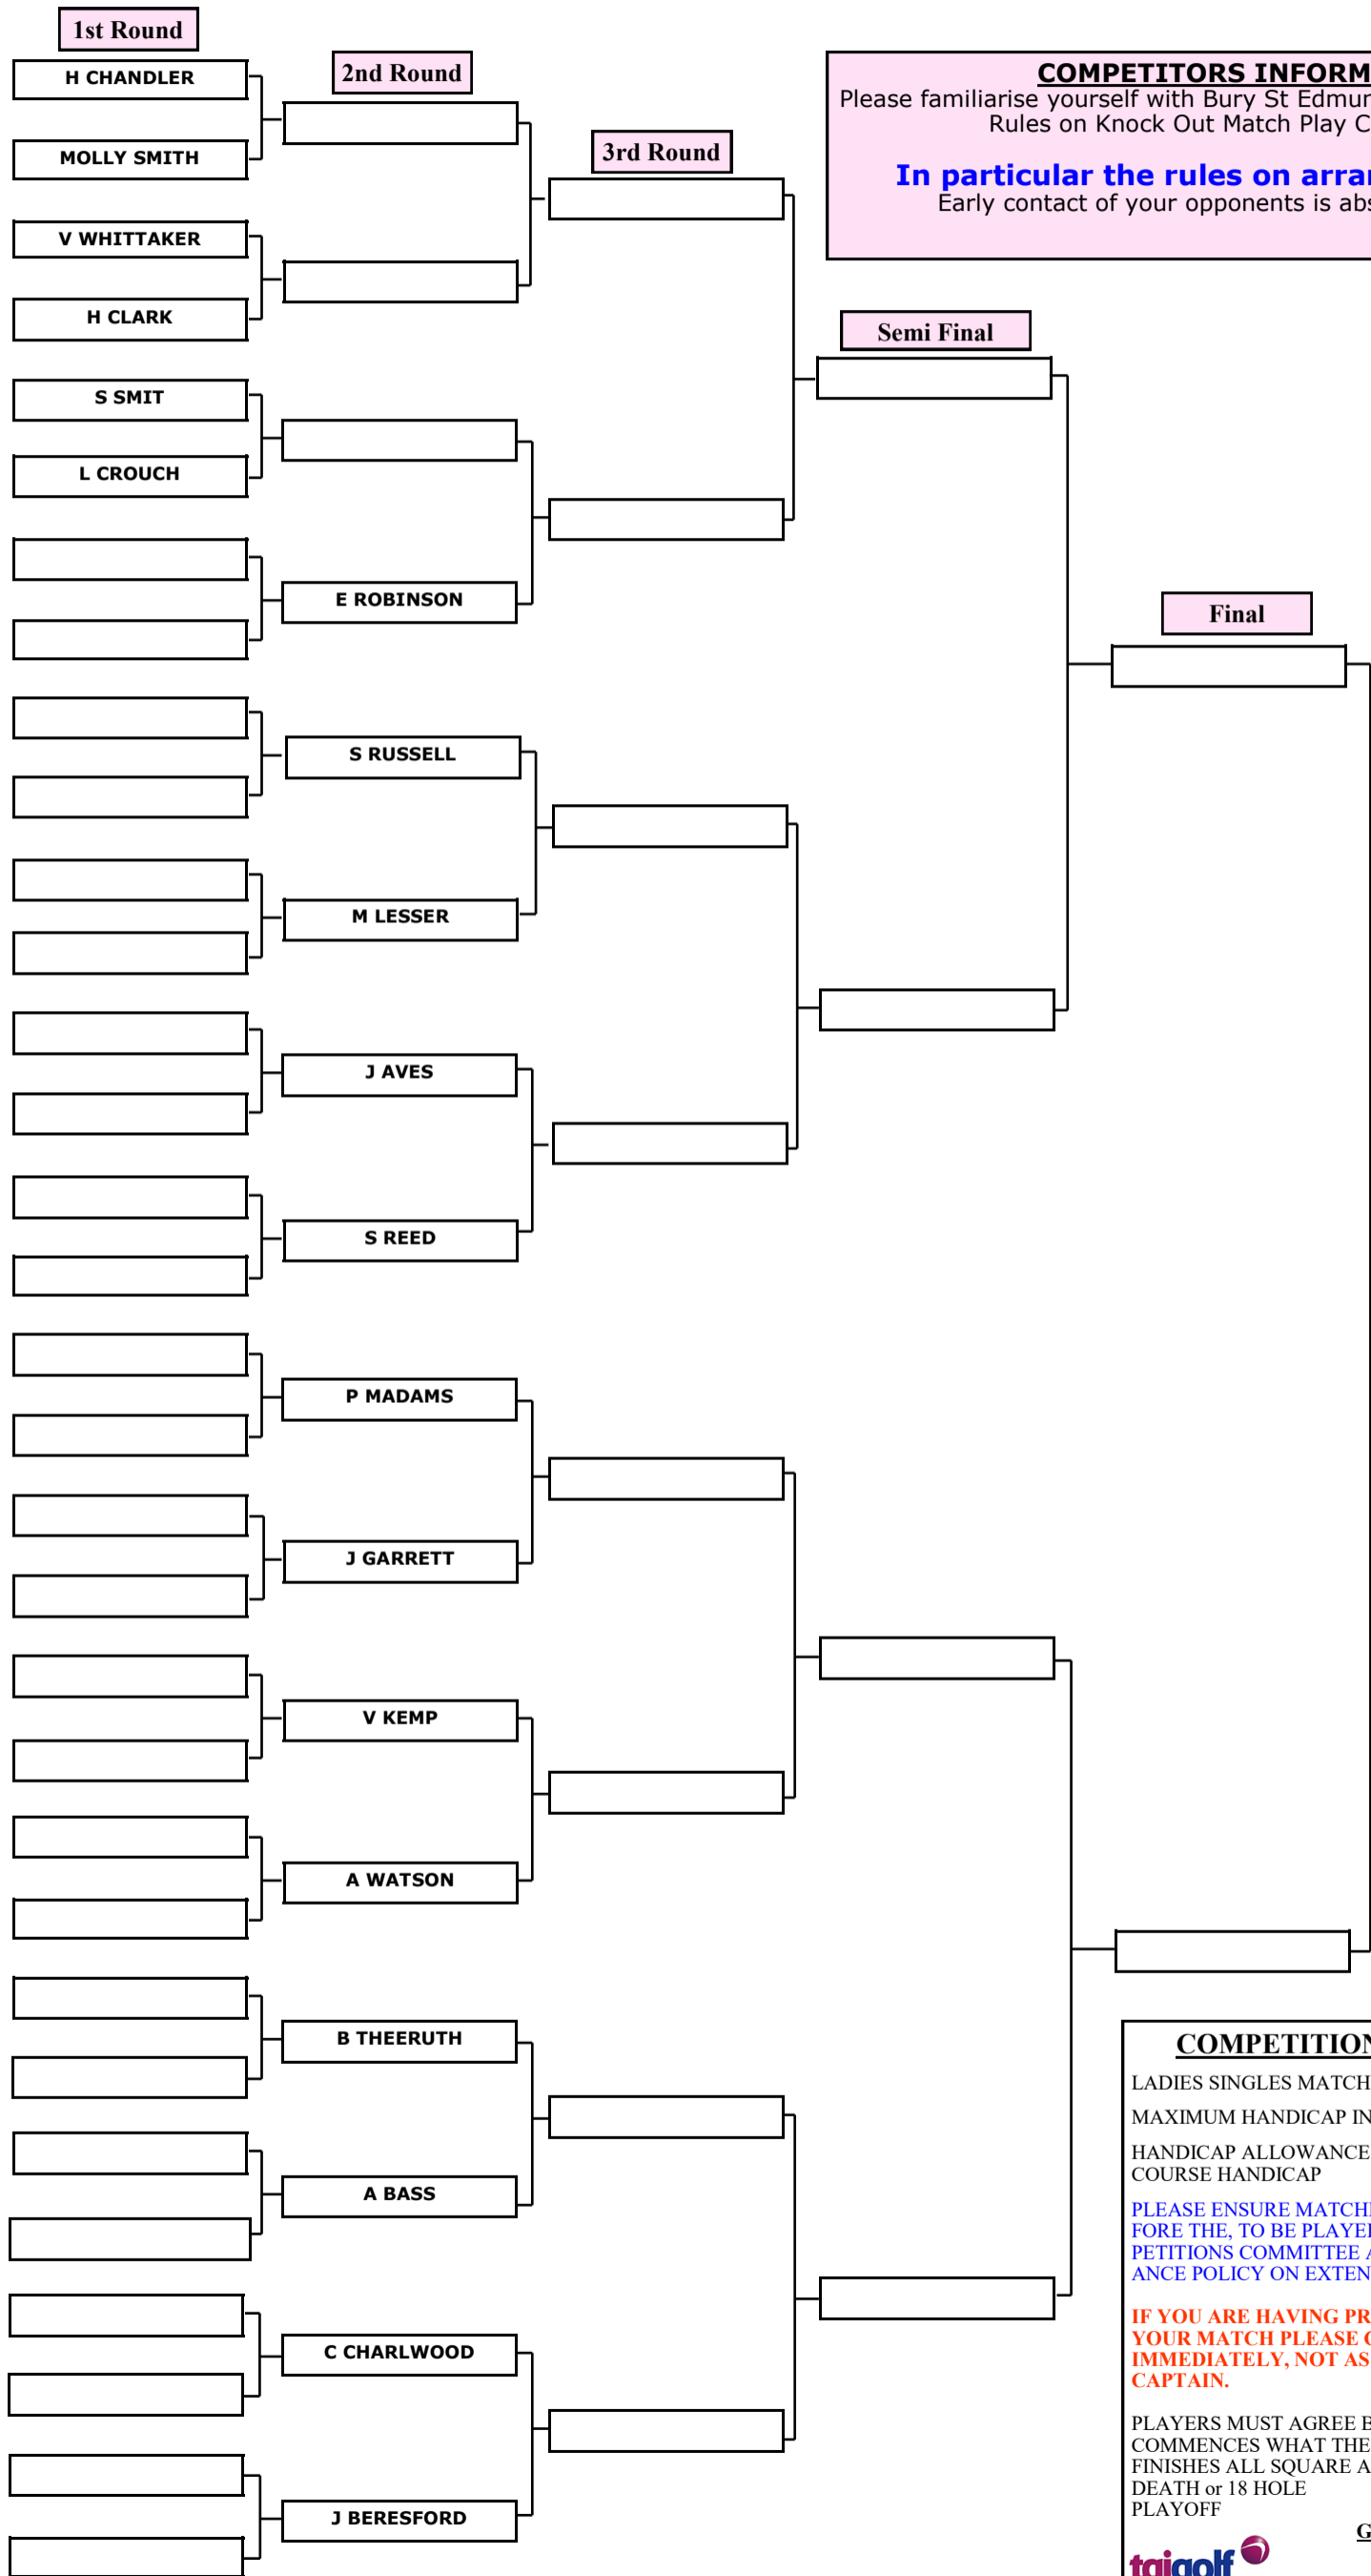 1st Round
H CHANDLER
MOLLY SMITH
V WHITTAKER
H CLARK
S SMIT
L CROUCH
2nd Round
E ROBINSON
S RUSSELL
M LESSER
J AVES
S REED
P MADAMS
J GARRETT
V KEMP
A WATSON
B THEERUTH
A BASS
C CHARLWOOD
J BERESFORD
3rd Round
COMPETITORS INFORM
Please familiarise yourself with Bury St Edmun
Rules on Knock Out Match Play C
In particular the rules on arra
Early contact of your opponents is abs
Semi Final
Final
COMPETITION
LADIES SINGLES MATCH
MAXIMUM HANDICAP IN
HANDICAP ALLOWANCE
COURSE HANDICAP
PLEASE ENSURE MATCH
FORE THE, TO BE PLAYE
PETITIONS COMMITTEE A
ANCE POLICY ON EXTEN
IF YOU ARE HAVING PR
YOUR MATCH PLEASE C
IMMEDIATELY, NOT AS
CAPTAIN.
PLAYERS MUST AGREE B
COMMENCES WHAT THE
FINISHES ALL SQUARE A
DEATH or 18 HOLE
PLAYOFF
G
tgigolf